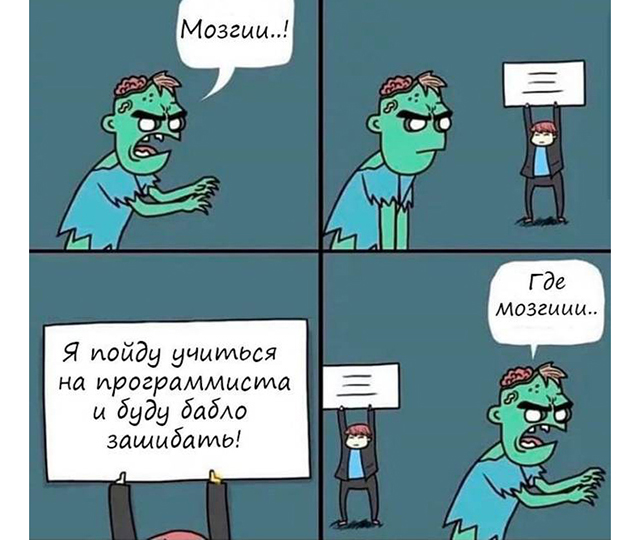 Мозгии..!
Я пойду учиться
на программиста
и буду бабло
зашибать!
Где
мозгиии..